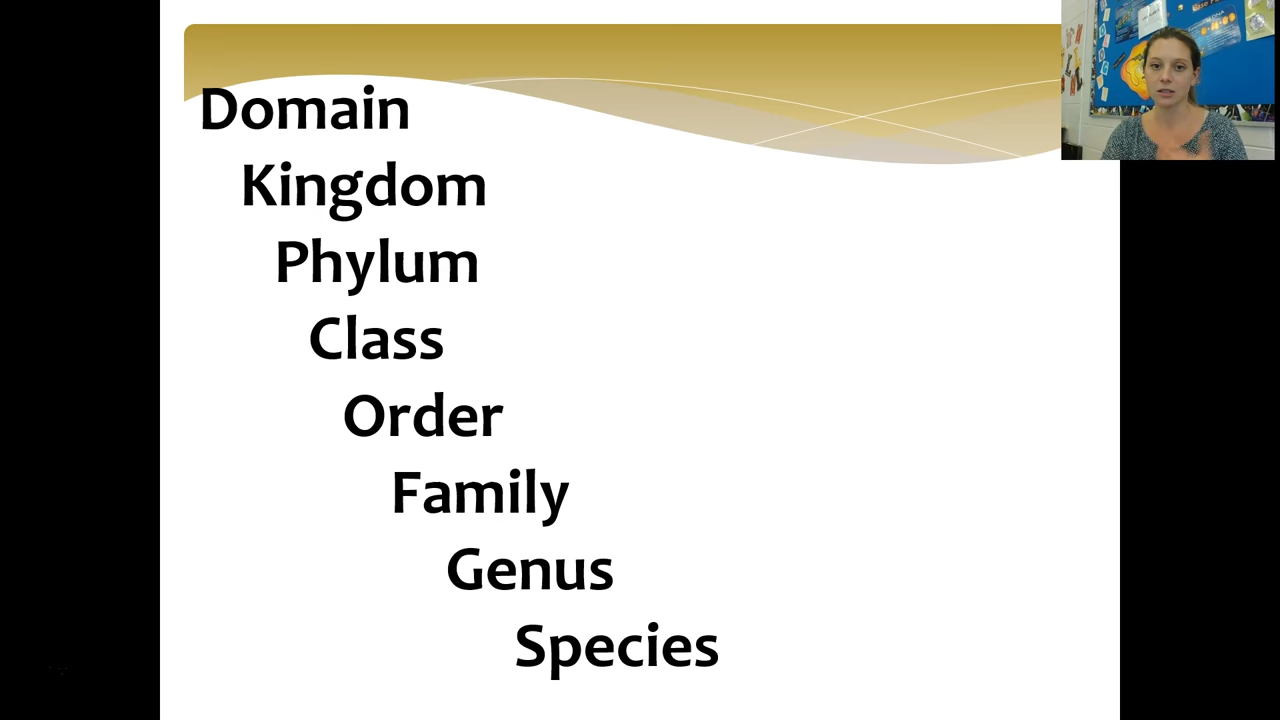 Domain
Kingdom
Phylum
Class
Order
Family
Genus
Species